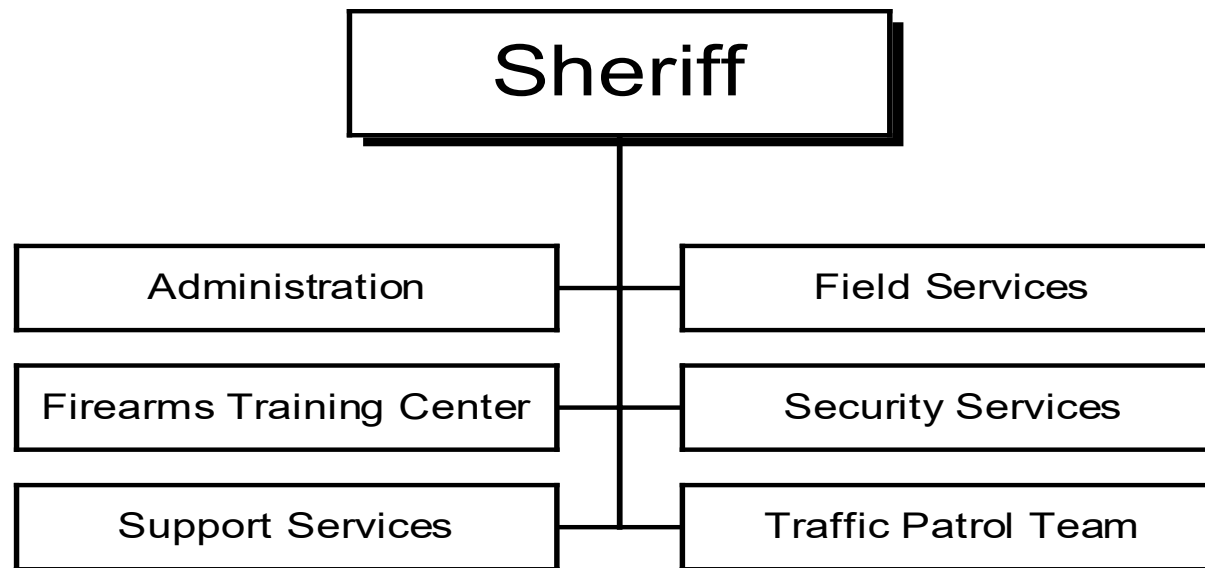 Sheriff
Administration
Field Services
Firearms Training Center
Security Services
Support Services
Traffic Patrol Team